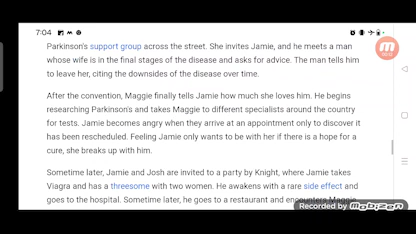 7:04
Parkinson's support group across the street. She invites Jamie, and he meets a man
whose wife is in the final stages of the disease and asks for advice. The man tells him
to leave her, citing the downsides of the disease over time.
After the convention, Maggie finally tells Jamie how much she loves him. He begins
researching Parkinson's and takes Maggie to different specialists around the country
for tests. Jamie becomes angry when they arrive at an appointment only to discover it
has been rescheduled. Feeling Jamie only wants to be with her if there is a hope for a
cure, she breaks up with him.
Sometime later, Jamie and Josh are invited to a party by Knight, where Jamie takes
Viagra and has a threesome with two women. He awakens with a rare side effect and
goes to the hospital. Sometime later, he goes to a restaurant and encounters Maggie
Recorded by Mobizen